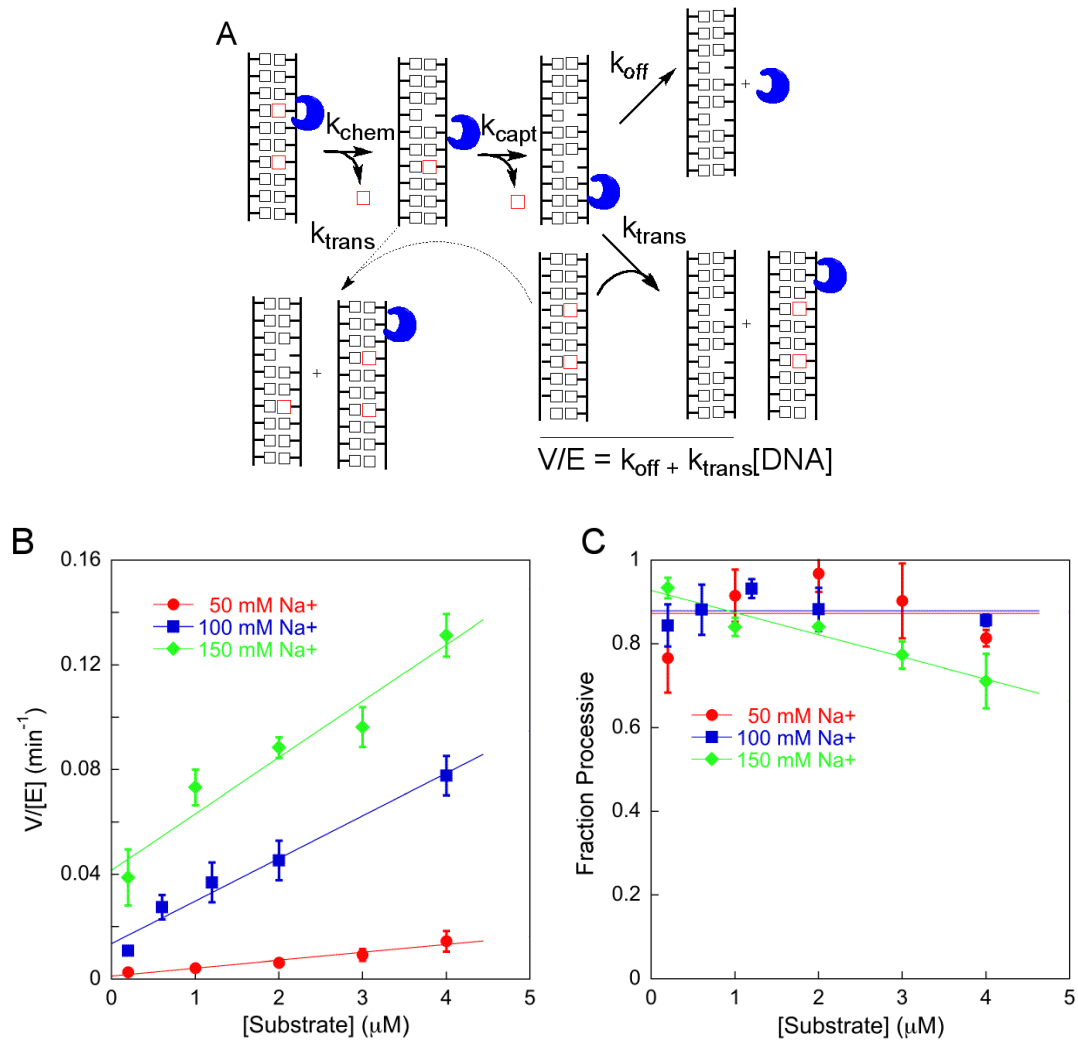 A
k_off
+
k_chem
k_capt
k_trans
k_trans
+
+
V/E = k_off + k_trans[DNA]
B
C
0.16
0.12
0.08
0.04
0
V/[E] (min⁻¹)
50 mM Na+
100 mM Na+
150 mM Na+
0 1 2 3 4 5
[Substrate] (μM)
1
0.8
0.6
0.4
0.2
0
Fraction Processive
50 mM Na+
100 mM Na+
150 mM Na+
0 1 2 3 4 5
[Substrate] (μM)